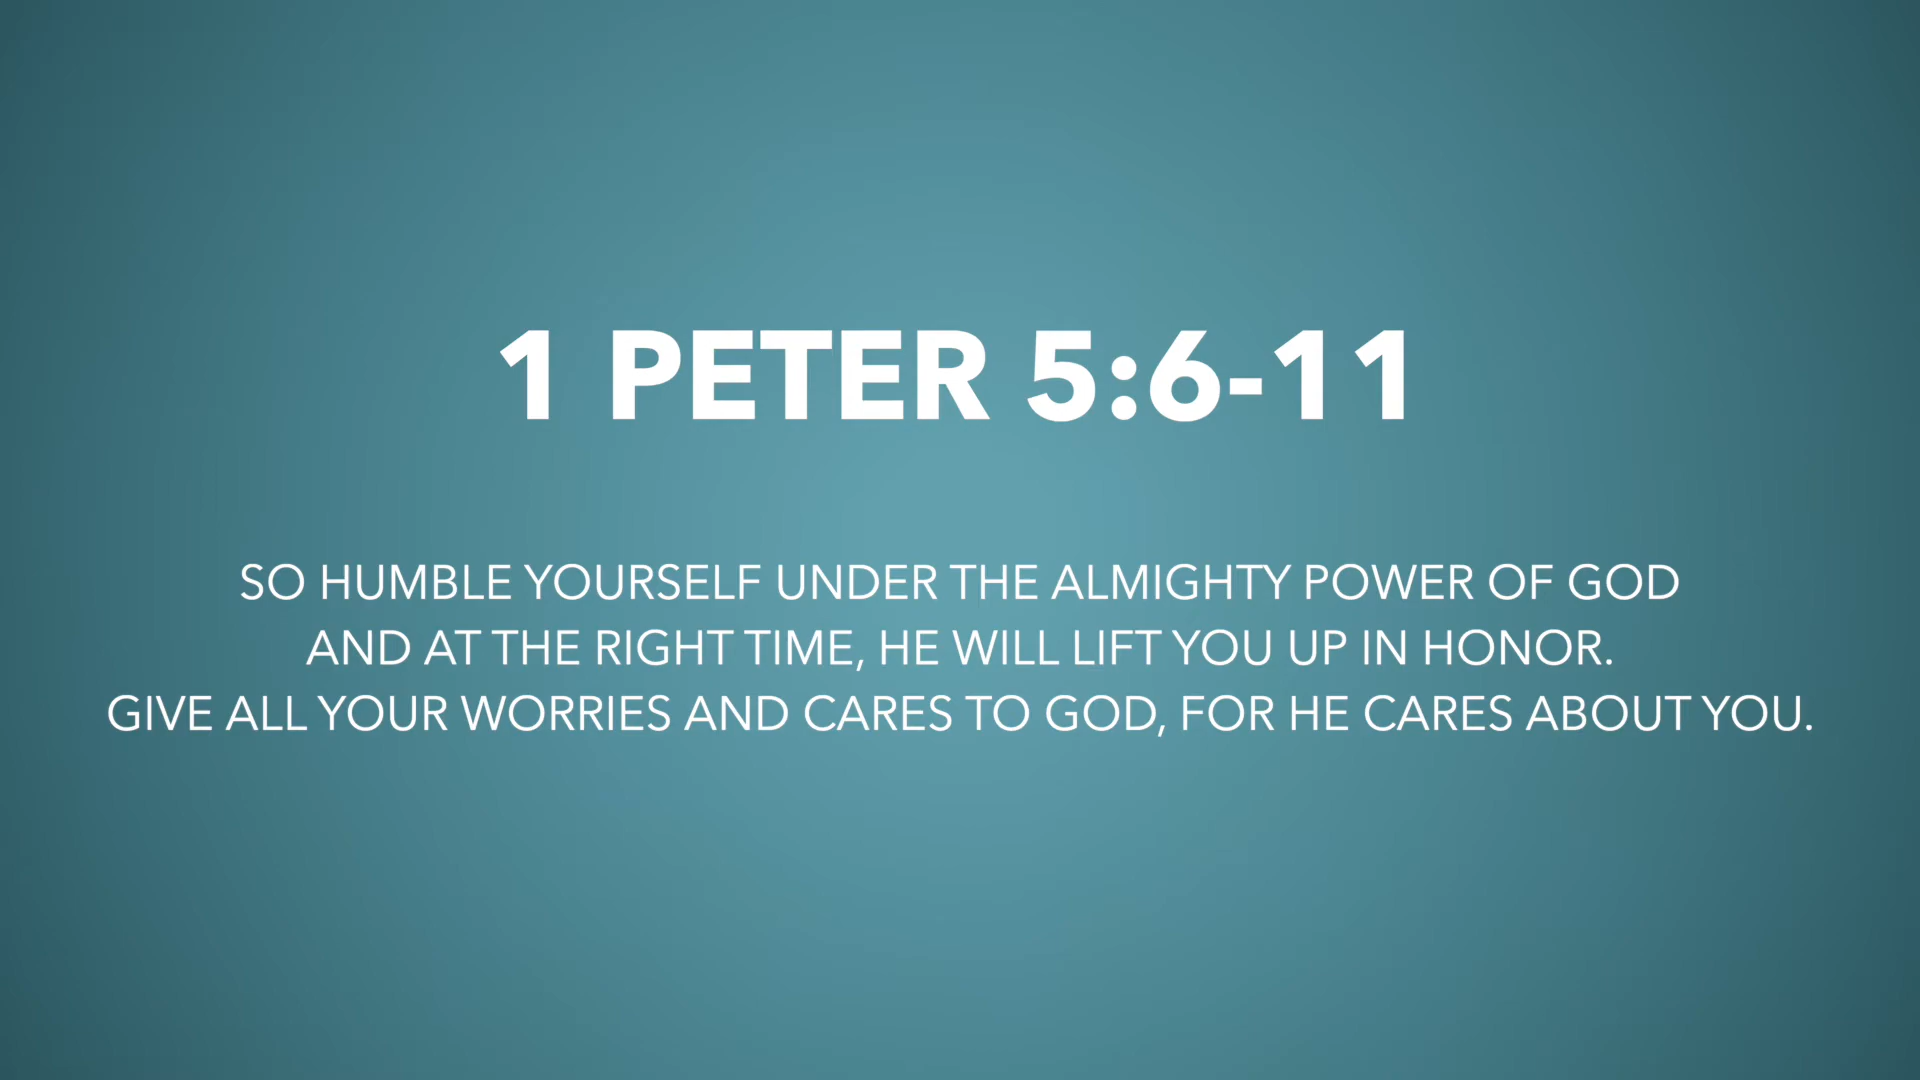 1 PETER 5:6-11
SO HUMBLE YOURSELF UNDER THE ALMIGHTY POWER OF GOD
AND AT THE RIGHT TIME, HE WILL LIFT YOU UP IN HONOR.
GIVE ALL YOUR WORRIES AND CARES TO GOD, FOR HE CARES ABOUT YOU.